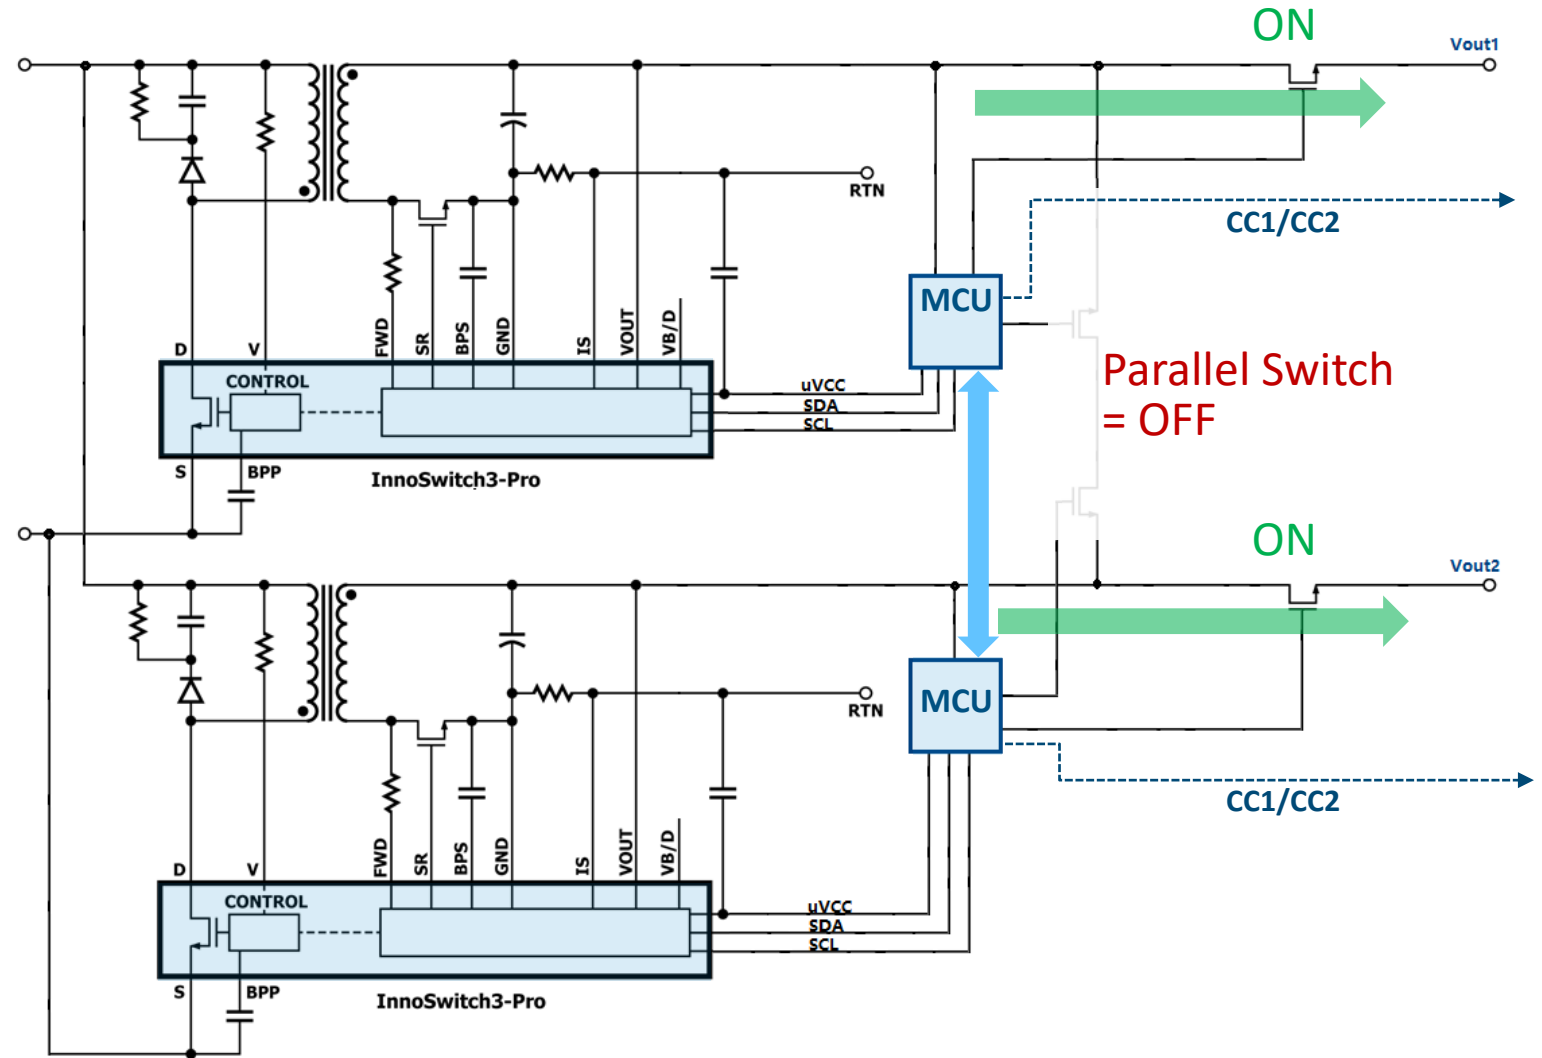 ON
Vout1
RTN
CC1/CC2
MCU
D
V
FWD
SR
BPS
GND
IS
VOUT
VB/D
Parallel Switch
= OFF
CONTROL
uVCC
SDA
SCL
S
BPP
InnoSwitch3-Pro
ON
Vout2
RTN
MCU
CC1/CC2
D
V
FWD
SR
BPS
GND
IS
VOUT
VB/D
CONTROL
uVCC
SDA
SCL
S
BPP
InnoSwitch3-Pro